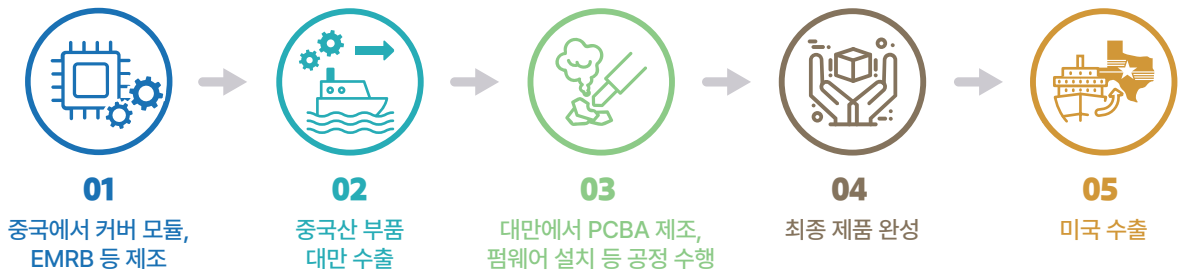 01
중국에서 커버 모듈,
EMRB 등 제조
02
중국산 부품
대만 수출
03
대만에서 PCBA 제조,
펌웨어 설치 등 공정 수행
04
최종 제품 완성
05
미국 수출